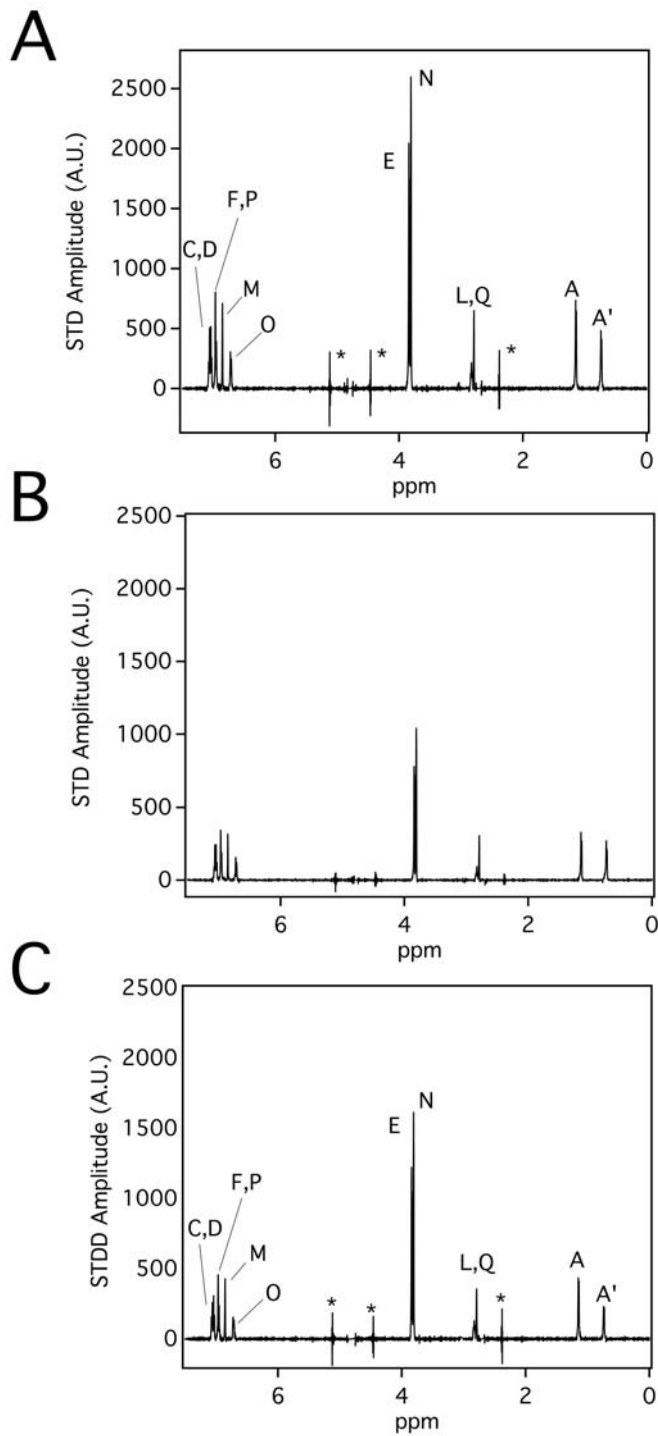 A
STD Amplitude (A.U.)
2500
2000
1500
1000
500
0
N
E
F,P
C,D
M
O
*
*
*
L,Q
A
A'
6
4
2
0
ppm
B
STD Amplitude (A.U.)
2500
2000
1500
1000
500
0
6
4
2
0
ppm
C
STDD Amplitude (A.U.)
2500
2000
1500
1000
500
0
N
E
F,P
C,D
M
O
*
*
*
L,Q
A
A'
6
4
2
0
ppm